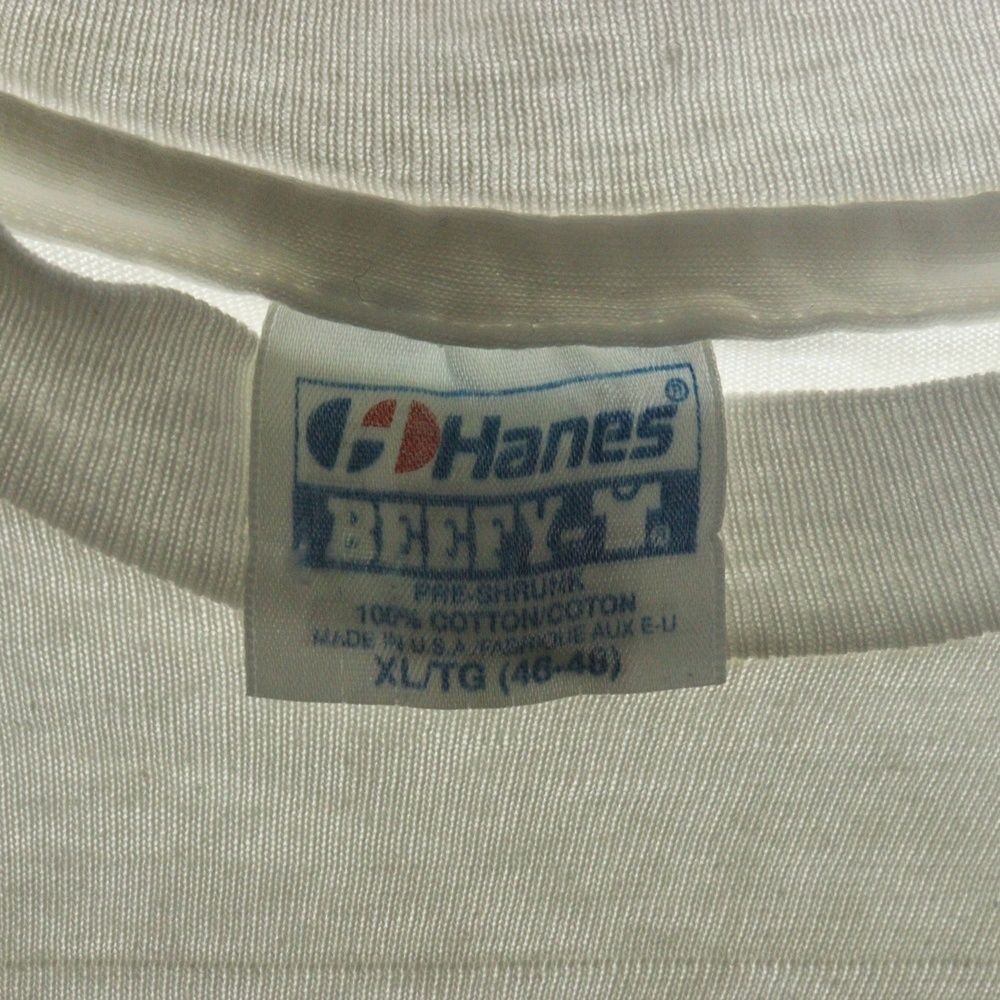 Hanes®
BEEFY-T®
PRE-SHRUNK
100% COTTON/COTON
MADE IN U.S.A./FABRIQUE AUX E-U
XL/TG (46-48)